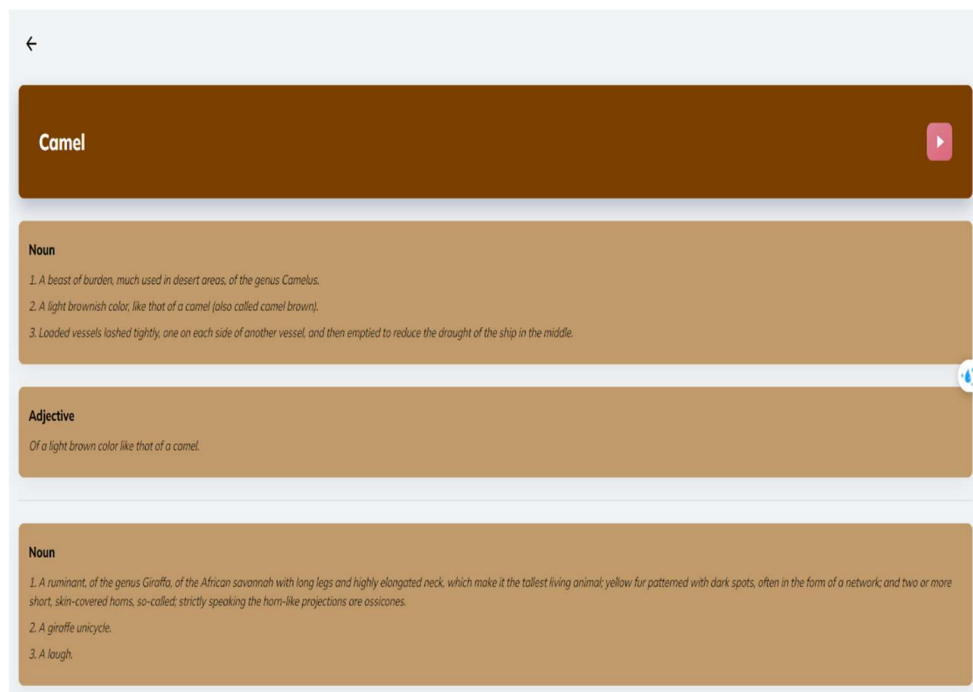 Camel
Noun
1. A beast of burden, much used in desert areas, of the genus Camelus.
2. A light brownish color, like that of a camel (also called camel brown).
3. Loaded vessels lashed tightly, one on each side of another vessel, and then emptied to reduce the draught of the ship in the middle.
Adjective
Of a light brown color like that of a camel.
Noun
1. A ruminant, of the genus Giraffa, of the African savannah with long legs and highly elongated neck, which make it the tallest living animal; yellow fur patterned with dark spots, often in the form of a network; and two or more
short, skin-covered horns, so-called; strictly speaking the horn-like projections are ossicones.
2. A giraffe unicycle.
3. A laugh.